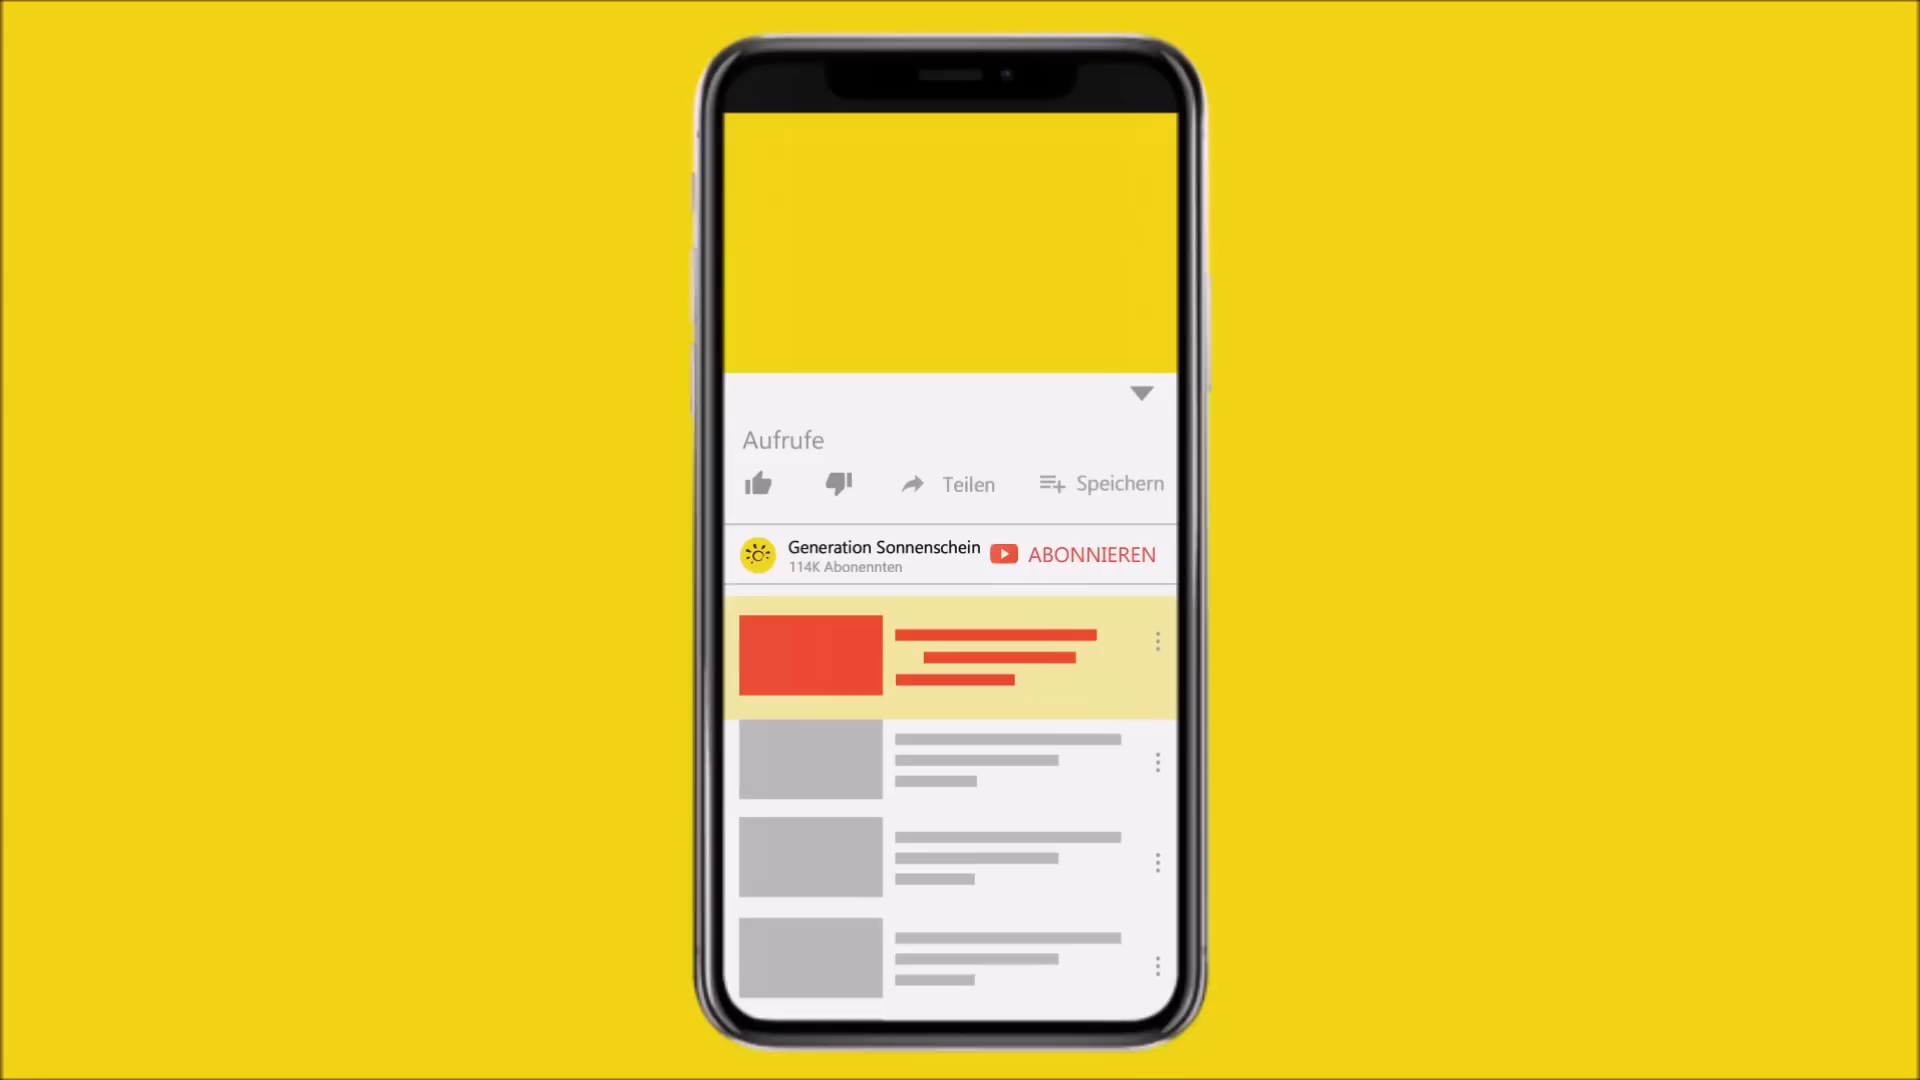 Aufrufe
Teilen
Speichern
Generation Sonnenschein
ABONNIEREN
114K Abonennten